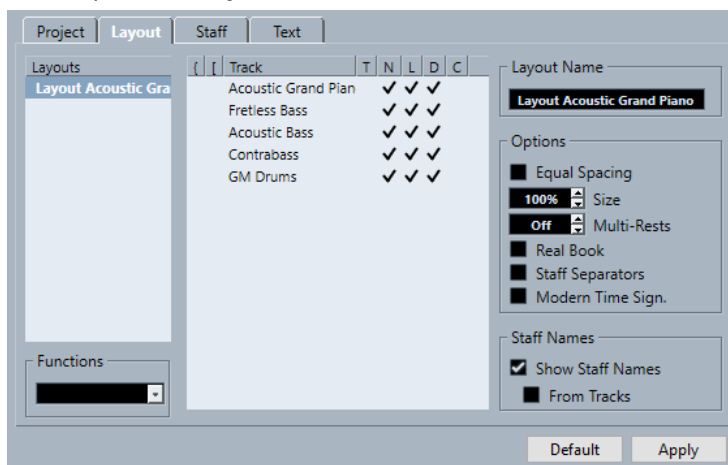 Project Layout Staff Text
Layouts
Layout Acoustic Gra
{ [ Track T N L D C
Acoustic Grand Pian
Fretless Bass
Acoustic Bass
Contrabass
GM Drums
Functions
Layout Name
Layout Acoustic Grand Piano
Options
Equal Spacing
100% Size
Off Multi-Rests
Real Book
Staff Separators
Modern Time Sign.
Staff Names
Show Staff Names
From Tracks
Default Apply